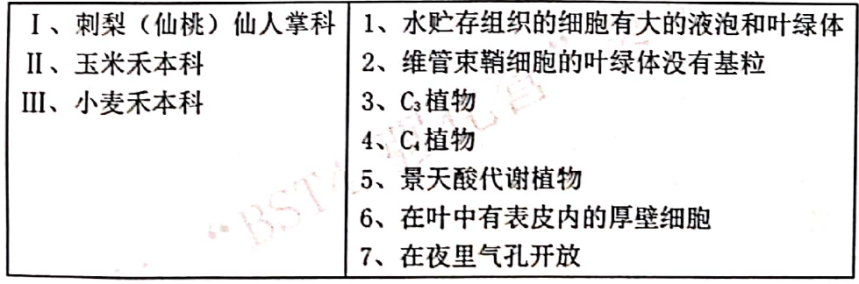 Ⅰ、刺梨（仙桃）仙人掌科
Ⅱ、玉米禾本科
Ⅲ、小麦禾本科
1、水贮存组织的细胞有大的液泡和叶绿体
2、维管束鞘细胞的叶绿体没有基粒
3、C₃植物
4、C₄植物
5、景天酸代谢植物
6、在叶中有表皮内的厚壁细胞
7、在夜里气孔开放